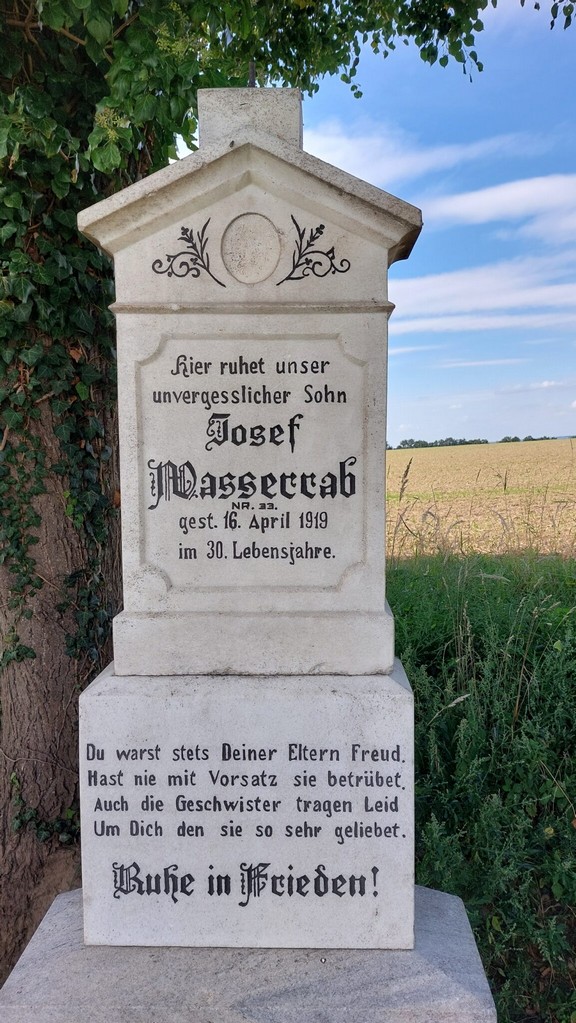 Hier ruhet unser
unvergesslicher Sohn
Josef
Wasserrab
NR. 33.
gest. 16. April 1919
im 30. Lebensjahre.
Du warst stets Deiner Eltern Freud.
Hast nie mit Vorsatz sie betrübet.
Auch die Geschwister tragen Leid
Um Dich den sie so sehr geliebet.
Ruhe in Frieden!